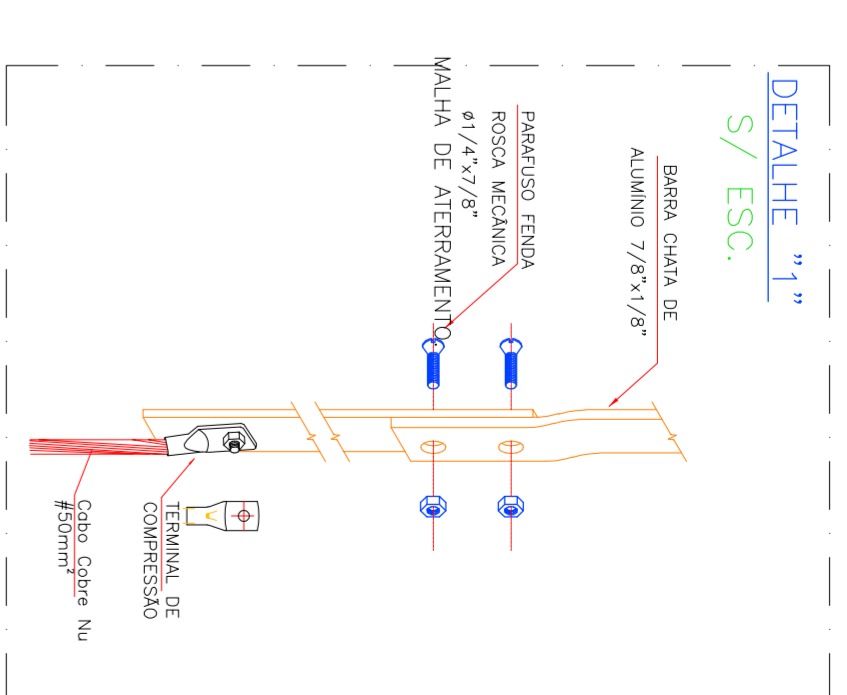 DETALHE "1"
S/ ESC.
BARRA CHATA DE
ALUMÍNIO 7/8"x1/8"
PARAFUSO FENDA
ROSCA MECÂNICA
ø1/4"x7/8"
MALHA DE ATERRAMENTO.
TERMINAL DE
COMPRESSÃO
Cabo Cobre Nu
#50mm²